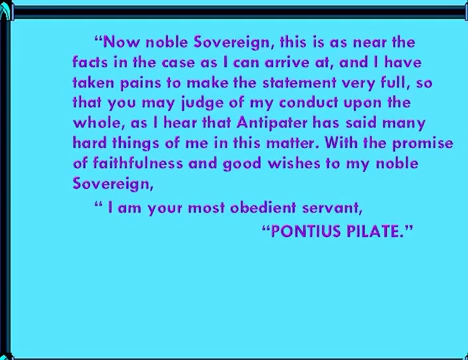 “Now noble Sovereign, this is as near the
facts in the case as I can arrive at, and I have
taken pains to make the statement very full, so
that you may judge of my conduct upon the
whole, as I hear that Antipater has said many
hard things of me in this matter. With the promise
of faithfulness and good wishes to my noble
Sovereign,
“ I am your most obedient servant,
“PONTIUS PILATE.”